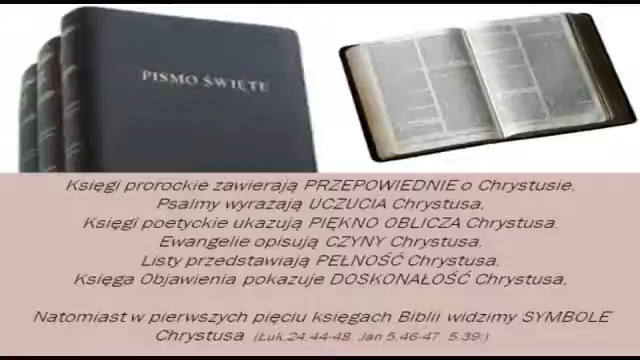 PISMO ŚWIĘTE
Księgi prorockie zawierają PRZEPOWIEDNIE o Chrystusie,
Psalmy wyrażają UCZUCIA Chrystusa,
Księgi poetyckie ukazują PIĘKNO OBLICZA Chrystusa.
Ewangelie opisują CZYNY Chrystusa,
Listy przedstawiają PEŁNOŚĆ Chrystusa,
Księga Objawienia pokazuje DOSKONAŁOŚĆ Chrystusa,
Natomiast w pierwszych pięciu księgach Biblii widzimy SYMBOLE
Chrystusa (Łuk.24.44-48, Jan 5,46-47 5.39;)